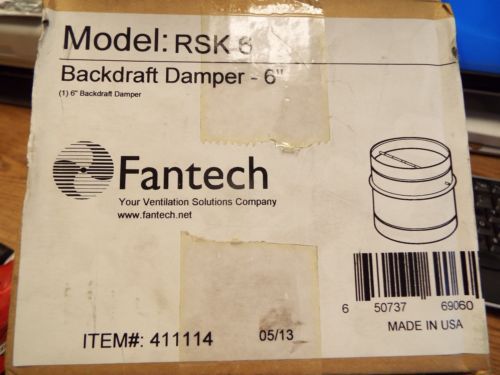 Model: RSK 6
Backdraft Damper - 6"
(1) 6" Backdraft Damper
Fantech
Your Ventilation Solutions Company
www.fantech.net
6 50737 69060
MADE IN USA
ITEM#: 411114 05/13